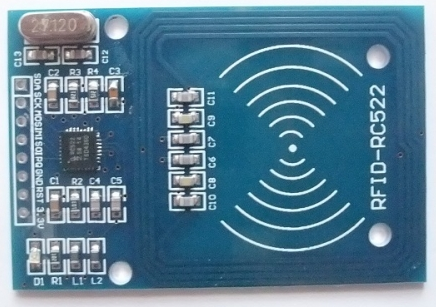 27.120
C13
C12
C2 R3 R4 C3
SDA SCK MOSI MISO IRQ GND RST 3.3V
C1 R2 C4 C5
D1 R1 L1 L2
C11
C9
C7
C6
C8
C10
RFID-RC522